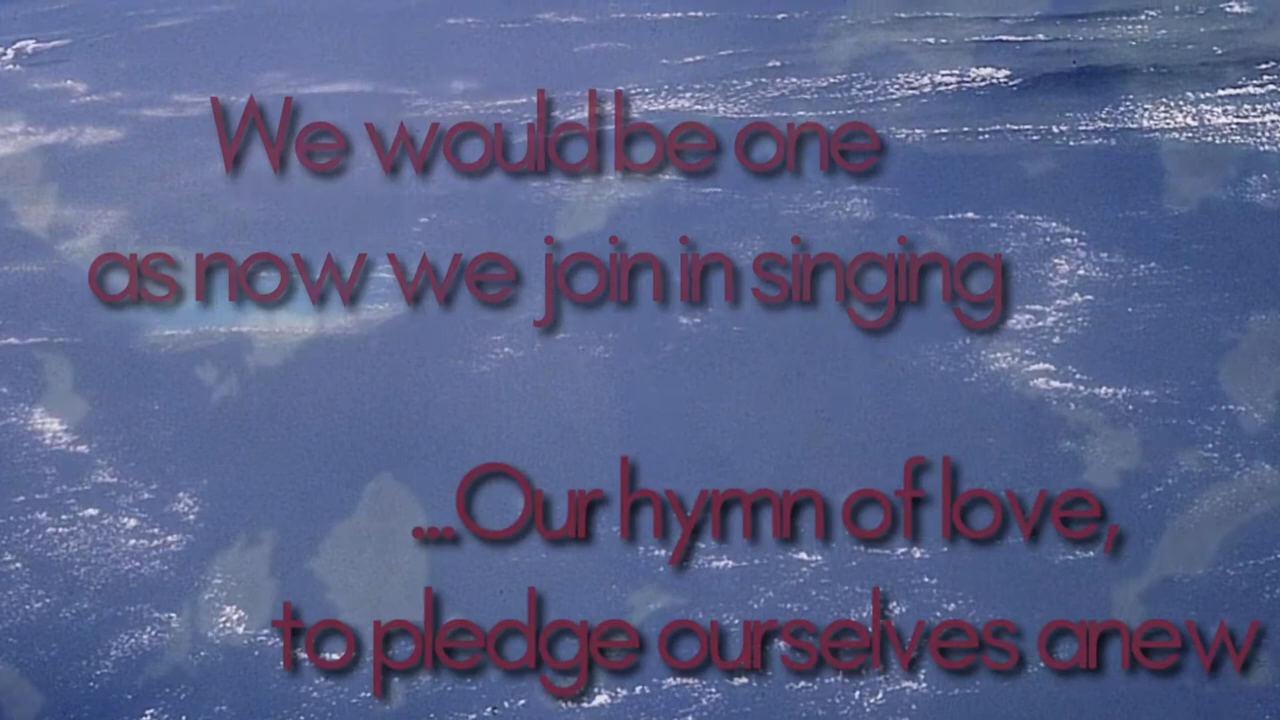 We would be one
as now we join in singing
...Our hymn of love,
to pledge ourselves anew